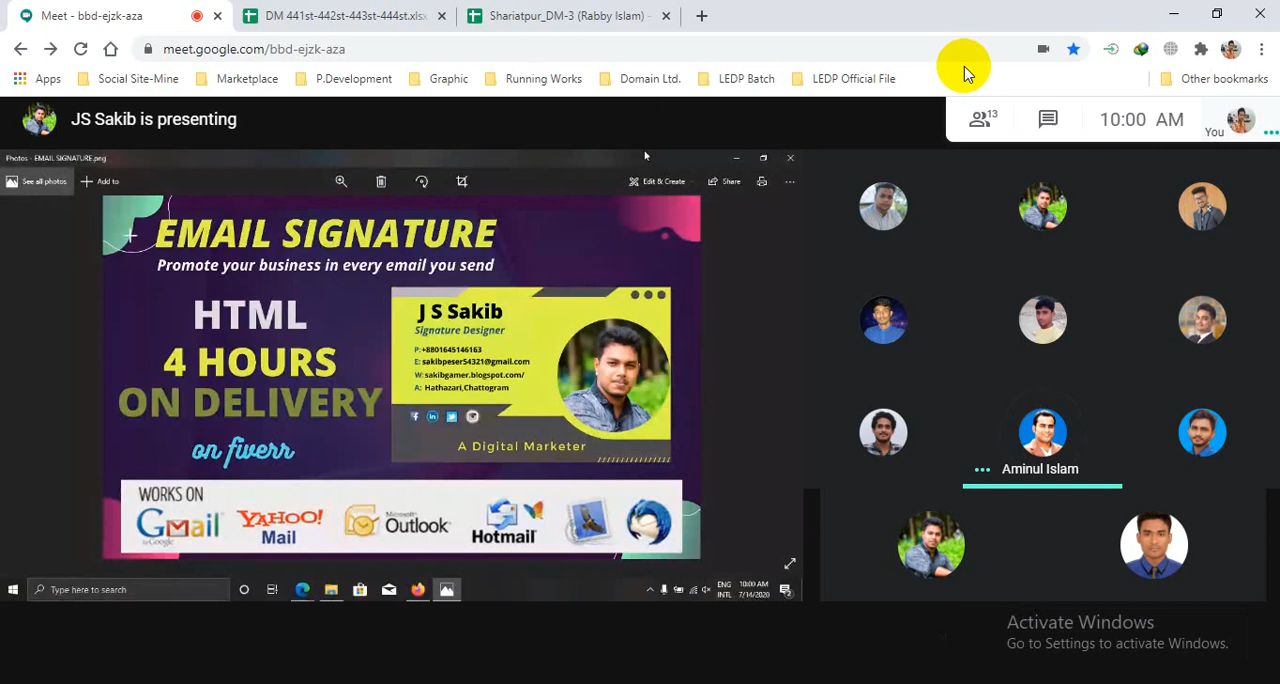 Meet - bbd-ejzk-aza
DM 441st-442st-443st-444st.xlsx
Shariatpur_DM-3 (Rabby Islam) -
meet.google.com/bbd-ejzk-aza
Apps
Social Site-Mine
Marketplace
P.Development
Graphic
Running Works
Domain Ltd.
LEDP Batch
LEDP Official File
Other bookmarks
JS Sakib is presenting
13
10:00 AM
You
Photos - EMAIL SIGNATURE.png
See all photos
Add to
Edit & Create
Share
EMAIL SIGNATURE
Promote your business in every email you send
HTML
4 HOURS
ON DELIVERY
on fiverr
J S Sakib
Signature Designer
P:+8801645146163
E: sakibpeser54321@gmail.com
W: sakibgamer.blogspot.com/
A: Hathazari,Chattogram
A Digital Marketer
WORKS ON
Gmail
by Google
YAHOO!
Mail
Microsoft
Outlook
Hotmail
Aminul Islam
Type here to search
ENG
INTL
10:00 AM
7/14/2020
Activate Windows
Go to Settings to activate Windows.